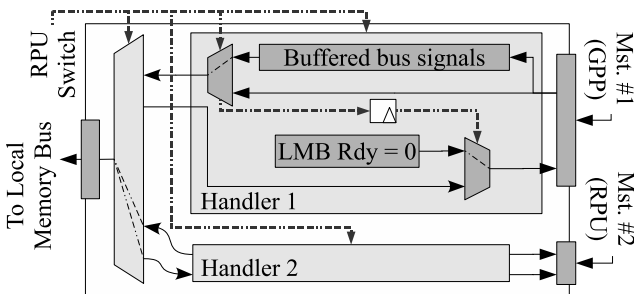 RPU
Switch
Buffered bus signals
Mst. #1
(GPP)
LMB Rdy = 0
To Local
Memory Bus
Handler 1
Mst. #2
(RPU)
Handler 2